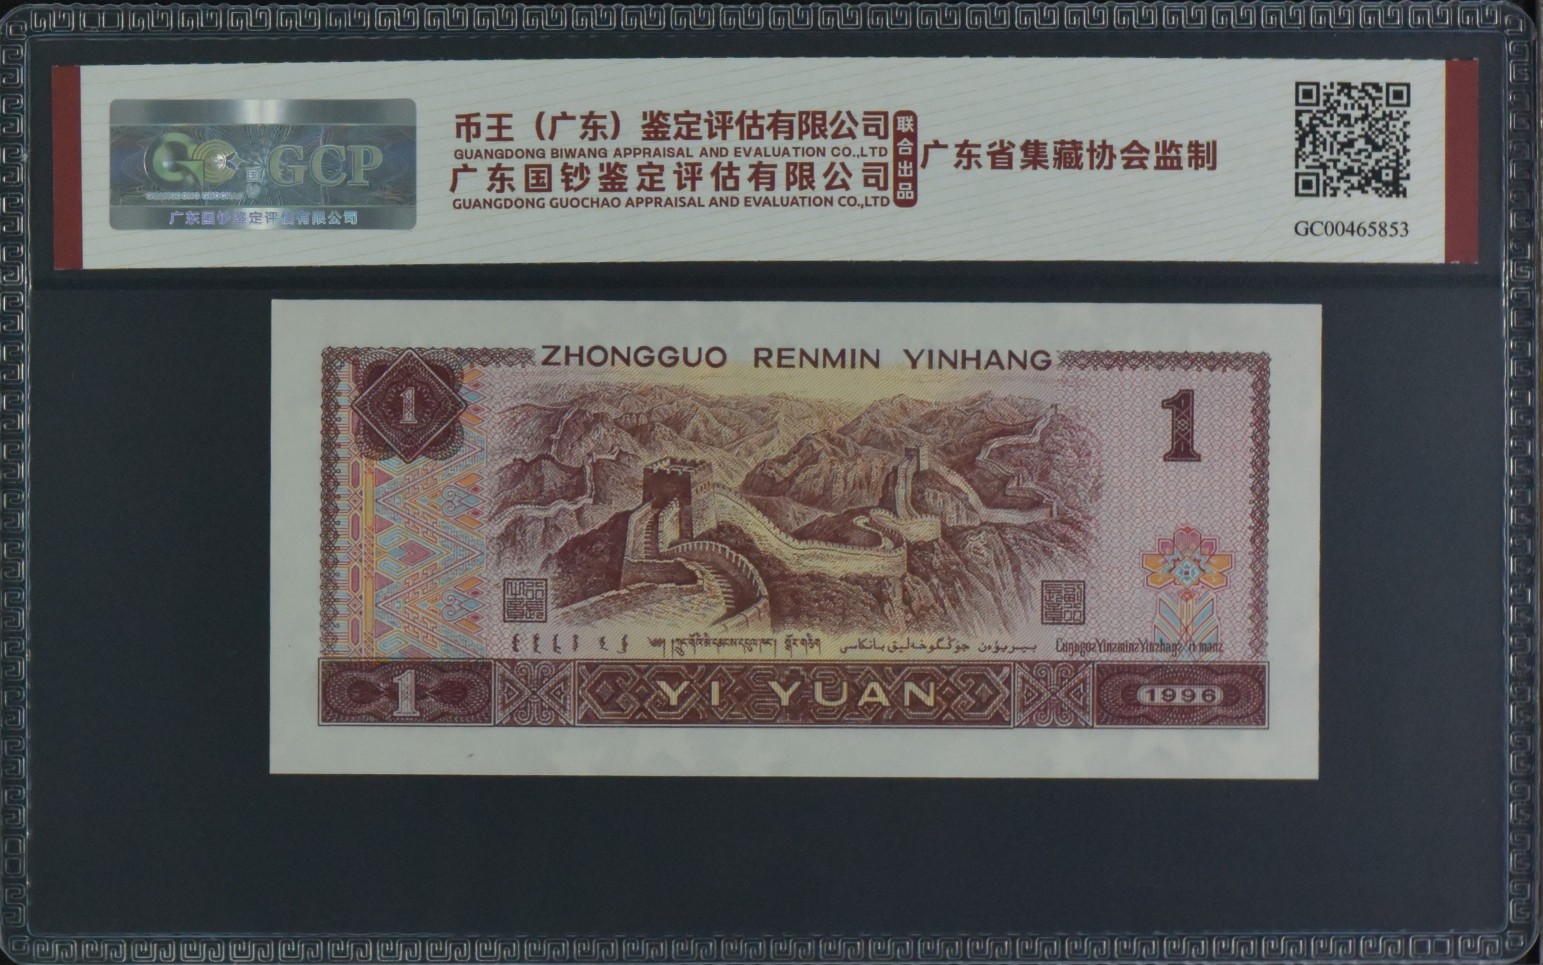 GCP
广东国钞鉴定评估有限公司
币王（广东）鉴定评估有限公司
GUANGDONG BIWANG APPRAISAL AND EVALUATION CO.,LTD
广东国钞鉴定评估有限公司
GUANGDONG GUOCHAO APPRAISAL AND EVALUATION CO.,LTD
联合出品
广东省集藏协会监制
GC00465853
ZHONGGUO RENMIN YINHANG
1
1
1
YI YUAN
1996